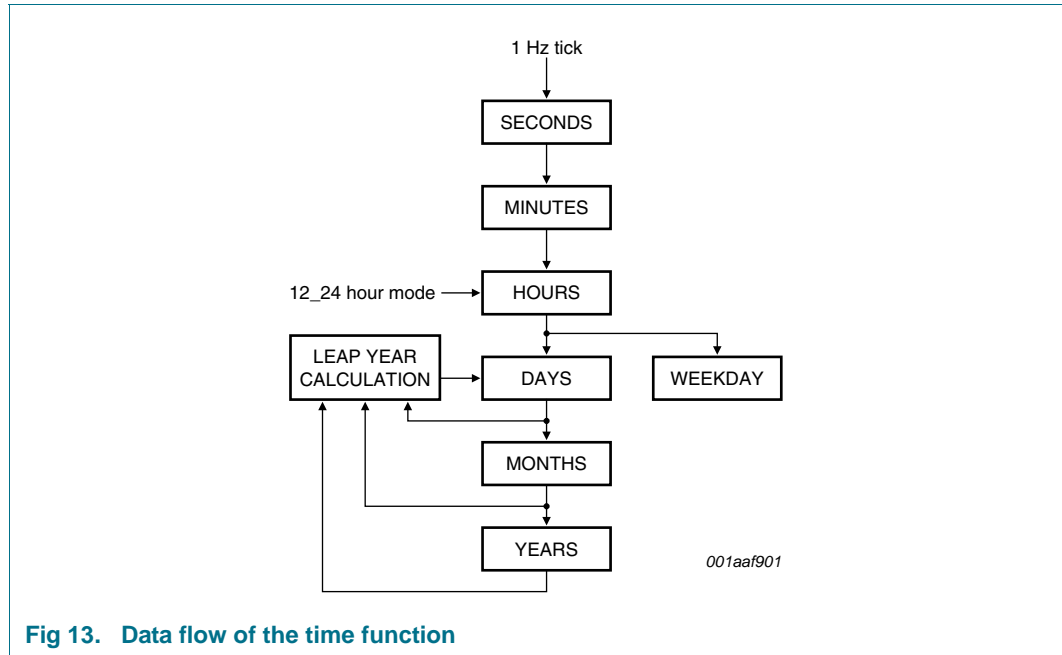 1 Hz tick
SECONDS
MINUTES
12_24 hour mode
HOURS
LEAP YEAR
CALCULATION
DAYS
WEEKDAY
MONTHS
YEARS
001aaf901
Fig 13. Data flow of the time function